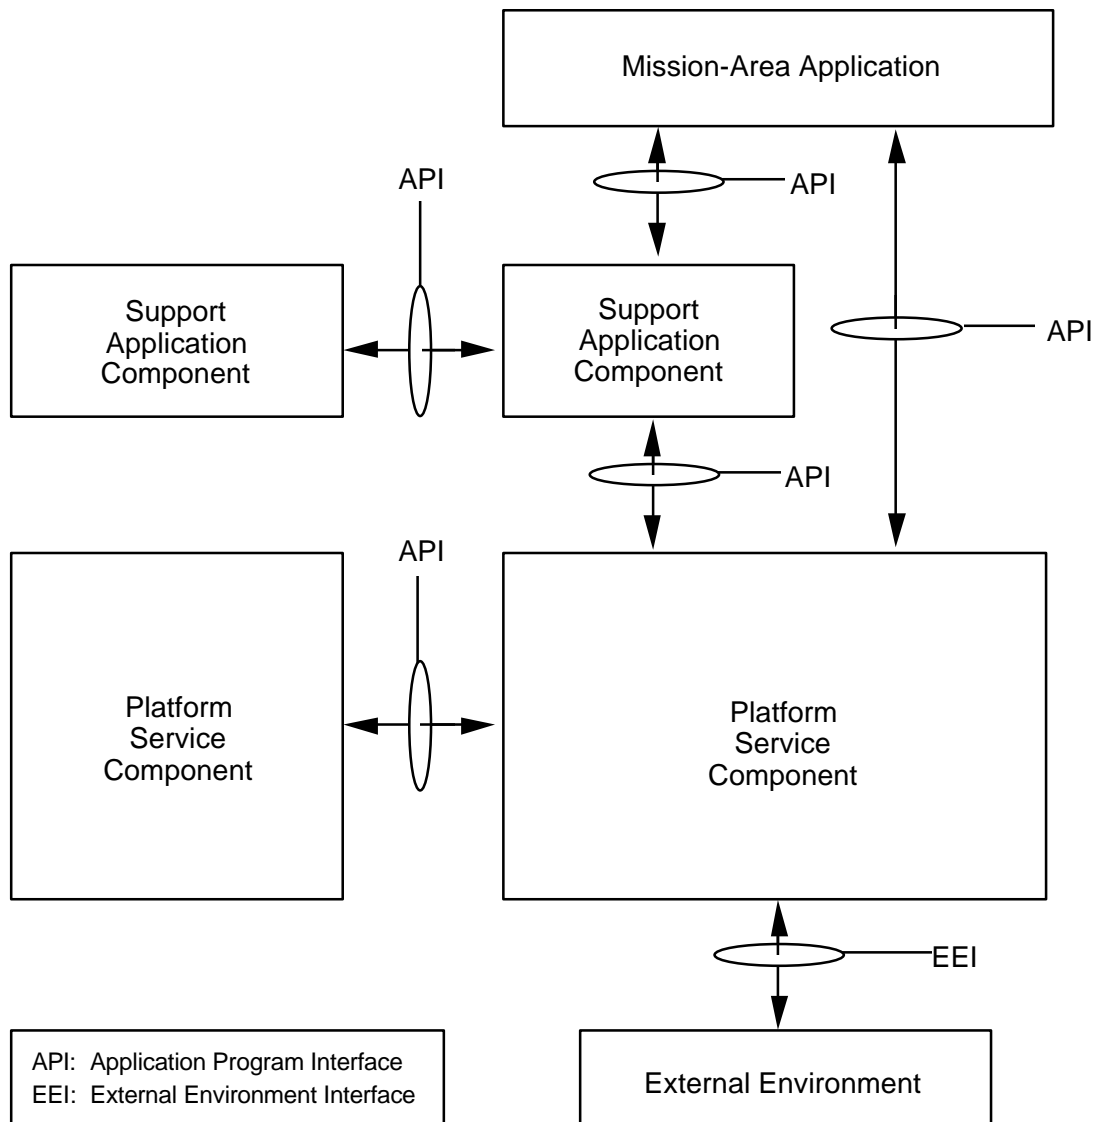 Mission-Area Application
API
API
Support
Application
Component
Support
Application
Component
API
API
API
Platform
Service
Component
Platform
Service
Component
EEI
API: Application Program Interface
EEI: External Environment Interface
External Environment